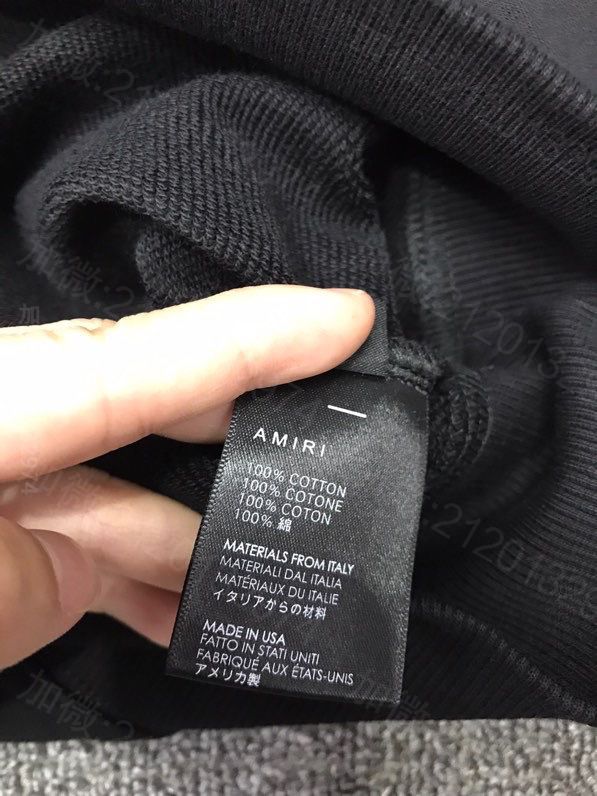 AMIRI
100% COTTON
100% COTONE
100% COTON
100% 綿
MATERIALS FROM ITALY
MATERIALI DAL ITALIA
MATÉRIAUX DU ITALIE
イタリアからの材料
MADE IN USA
FATTO IN STATI UNITI
FABRIQUÉ AUX ÉTATS-UNIS
アメリカ製